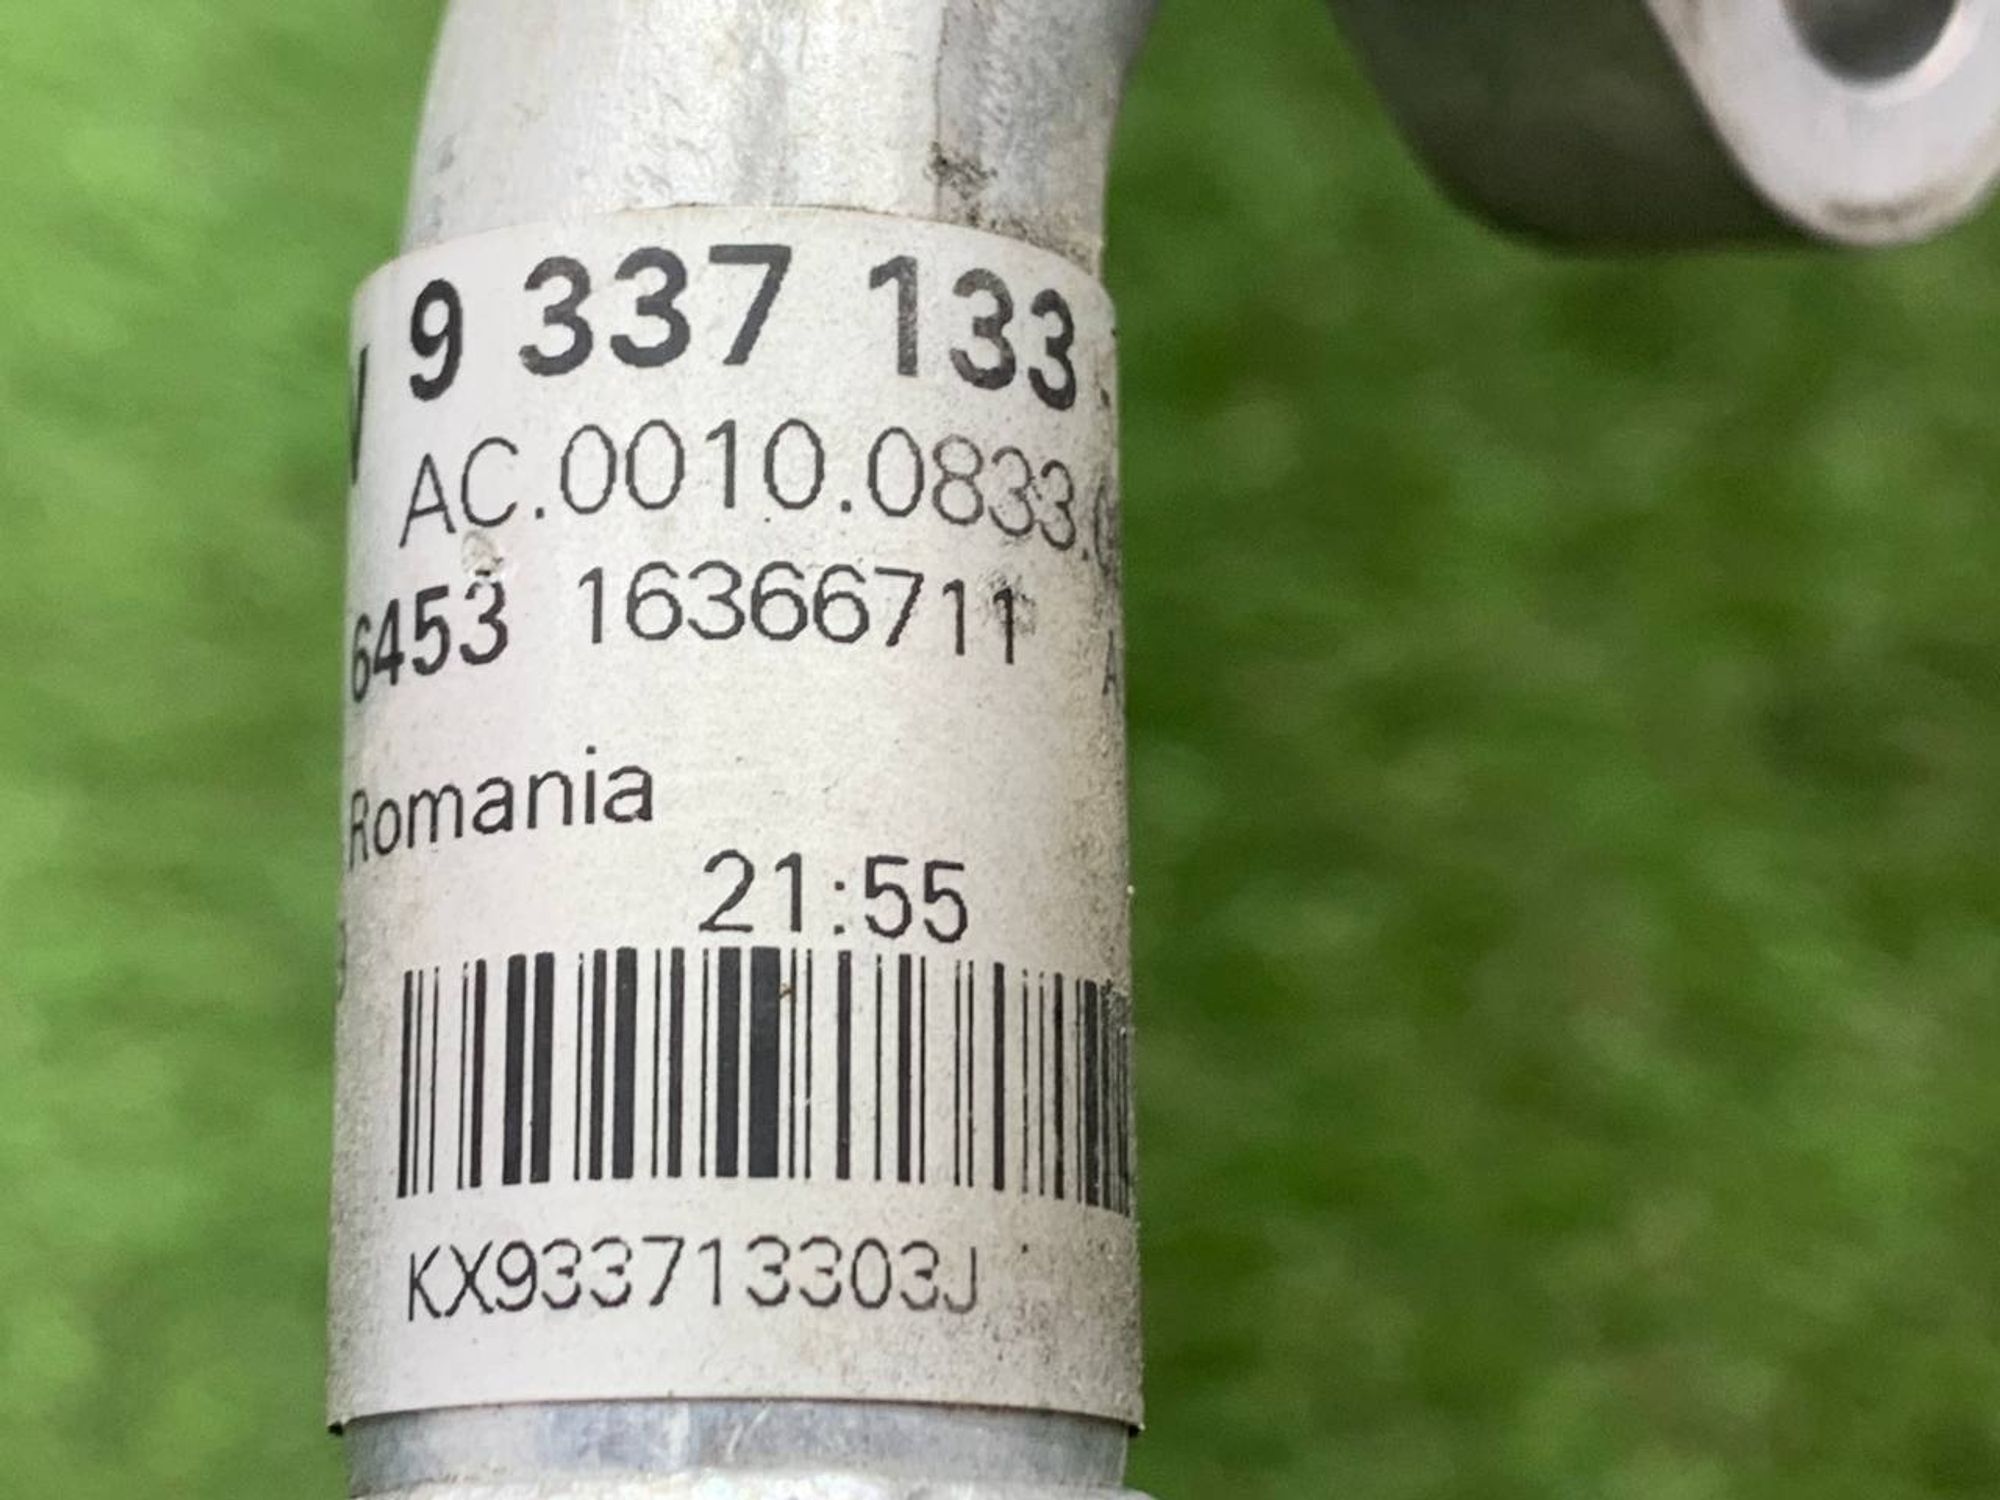 9 337 133
AC.0010.0833.
6453 16366711 A
Romania
21:55
KX933713303J